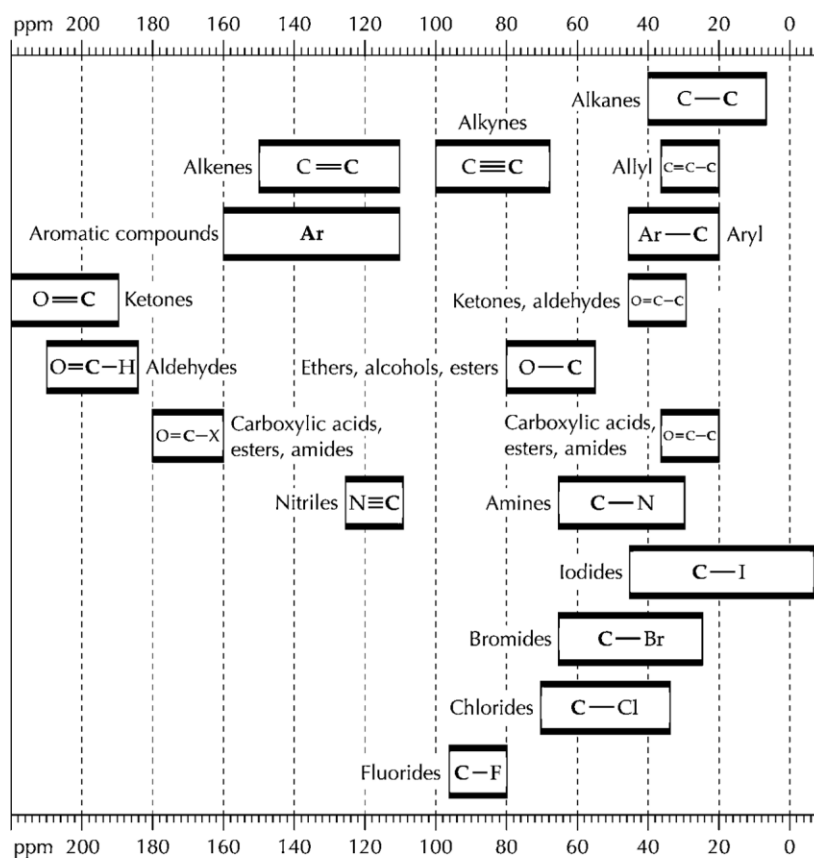 ppm 200 180 160 140 120 100 80 60 40 20 0
Alkanes C—C
Alkynes
Alkenes C=C C≡C Allyl C=C–C
Aromatic compounds Ar Ar—C Aryl
O=C Ketones Ketones, aldehydes O=C–C
O=C–H Aldehydes Ethers, alcohols, esters O—C
O=C–X Carboxylic acids, esters, amides Carboxylic acids, esters, amides O=C–C
Nitriles N≡C Amines C—N
Iodides C—I
Bromides C—Br
Chlorides C—Cl
Fluorides C–F
ppm 200 180 160 140 120 100 80 60 40 20 0